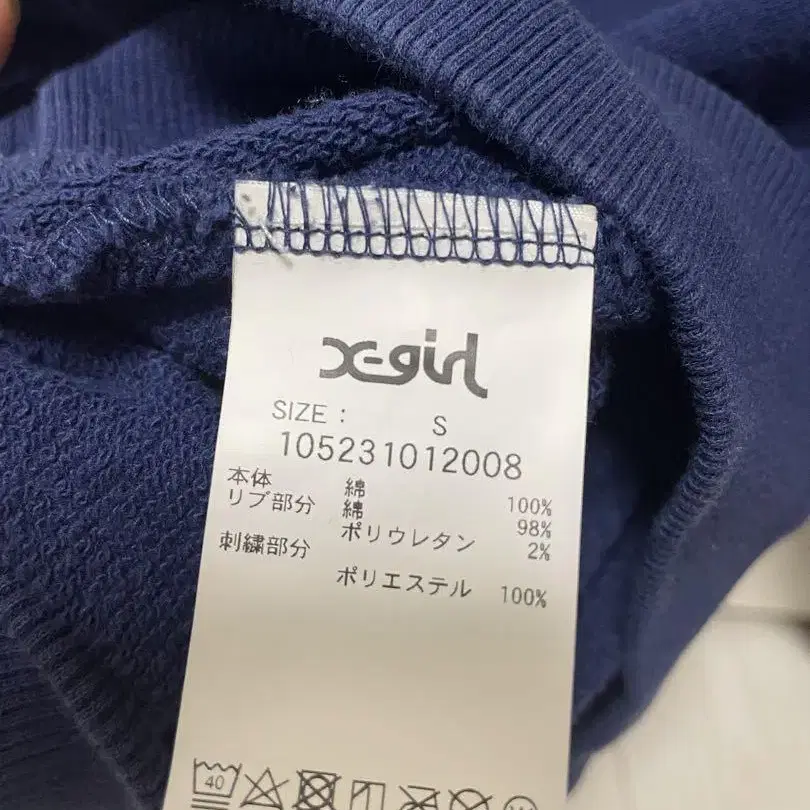 X-girl
SIZE： S
105231012008
本体 綿 100%
リブ部分 綿 98%
ポリウレタン 2%
刺繍部分
ポリエステル 100%
40